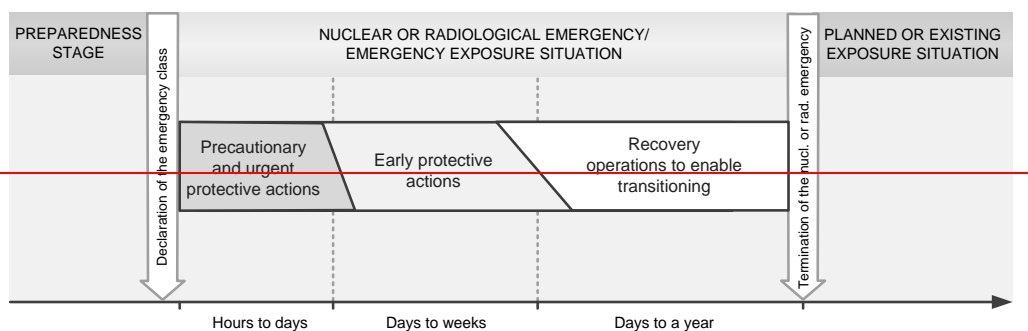 PREPAREDNESS
STAGE
NUCLEAR OR RADIOLOGICAL EMERGENCY/
EMERGENCY EXPOSURE SITUATION
PLANNED OR EXISTING
EXPOSURE SITUATION
Declaration of the emergency class
Precautionary
and urgent
protective actions
Early protective
actions
Recovery
operations to enable
transitioning
Termination of the nucl. or rad. emergency
Hours to days
Days to weeks
Days to a year